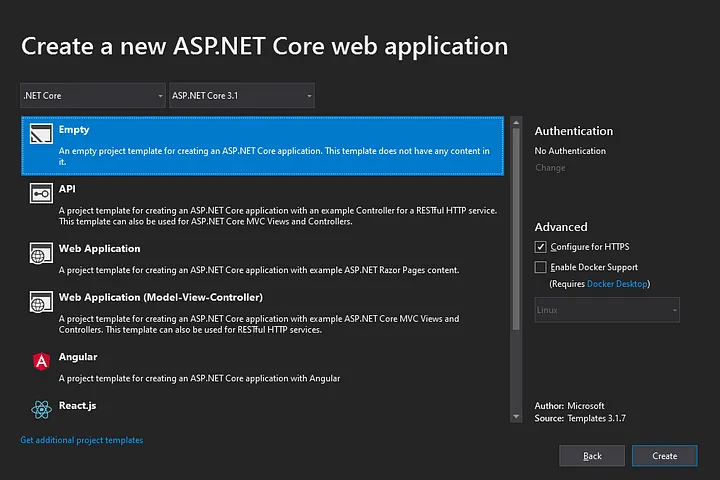 Create a new ASP.NET Core web application
.NET Core
ASP.NET Core 3.1
Empty
An empty project template for creating an ASP.NET Core application. This template does not have any content in
it.
API
A project template for creating an ASP.NET Core application with an example Controller for a RESTful HTTP service.
This template can also be used for ASP.NET Core MVC Views and Controllers.
Web Application
A project template for creating an ASP.NET Core application with example ASP.NET Razor Pages content.
Web Application (Model-View-Controller)
A project template for creating an ASP.NET Core application with example ASP.NET Core MVC Views and
Controllers. This template can also be used for RESTful HTTP services.
Angular
A project template for creating an ASP.NET Core application with Angular
React.js
Get additional project templates
Authentication
No Authentication
Change
Advanced
Configure for HTTPS
Enable Docker Support
(Requires Docker Desktop)
Linux
Author: Microsoft
Source: Templates 3.1.7
Back
Create